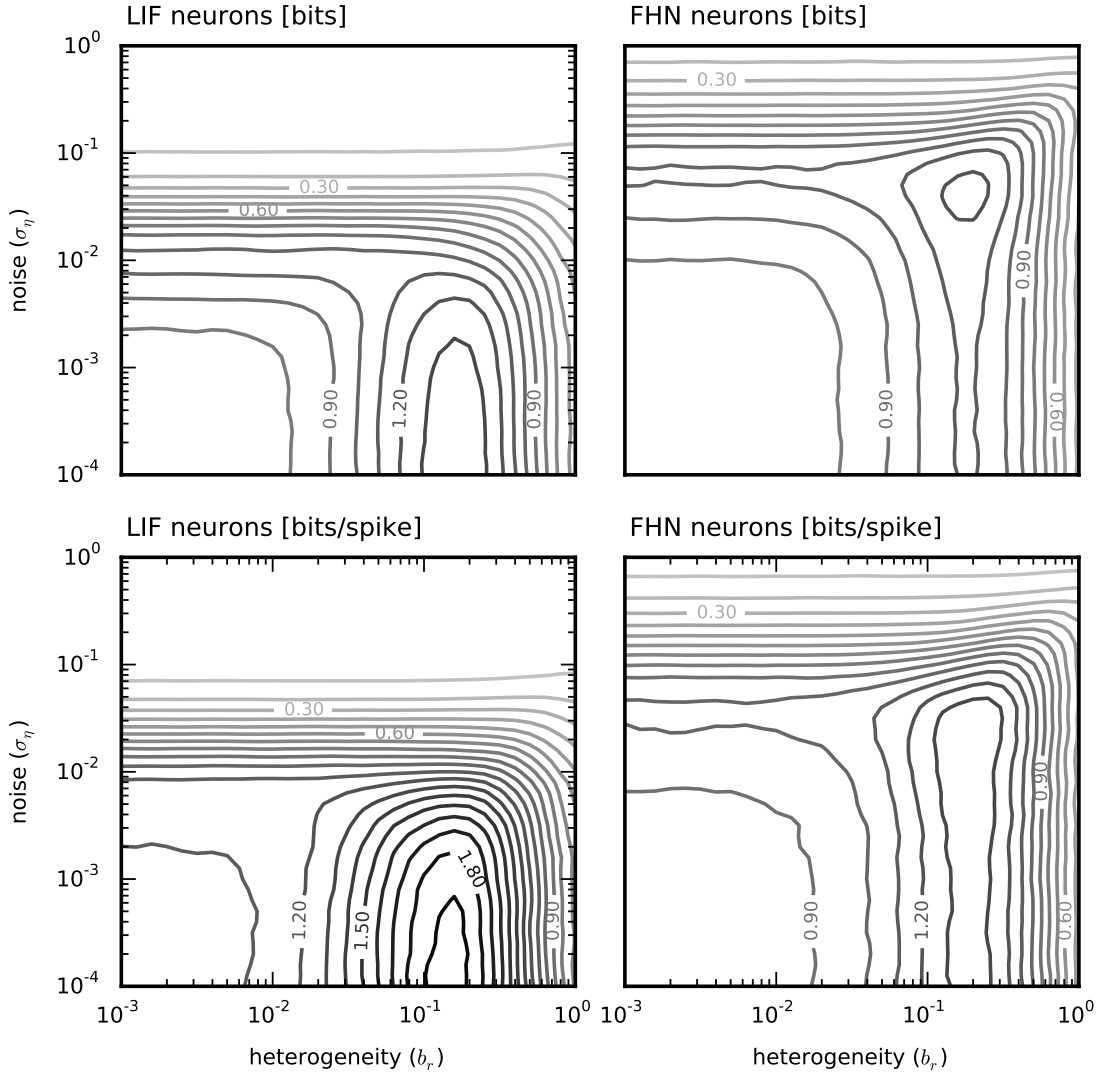 LIF neurons [bits] FHN neurons [bits]
10^0
0.30
10^-1
0.30
0.60
noise (σ_η)
10^-2
0.90
10^-3
0.90 1.20 0.90 0.90 0.60
10^-4
LIF neurons [bits/spike] FHN neurons [bits/spike]
10^0
0.30
10^-1
0.30
0.60
noise (σ_η)
10^-2
0.90
10^-3
1.80
1.20 1.50 0.90 0.90 1.20 0.60
10^-4
10^-3 10^-2 10^-1 10^0 10^-3 10^-2 10^-1 10^0
heterogeneity (b_r) heterogeneity (b_r)